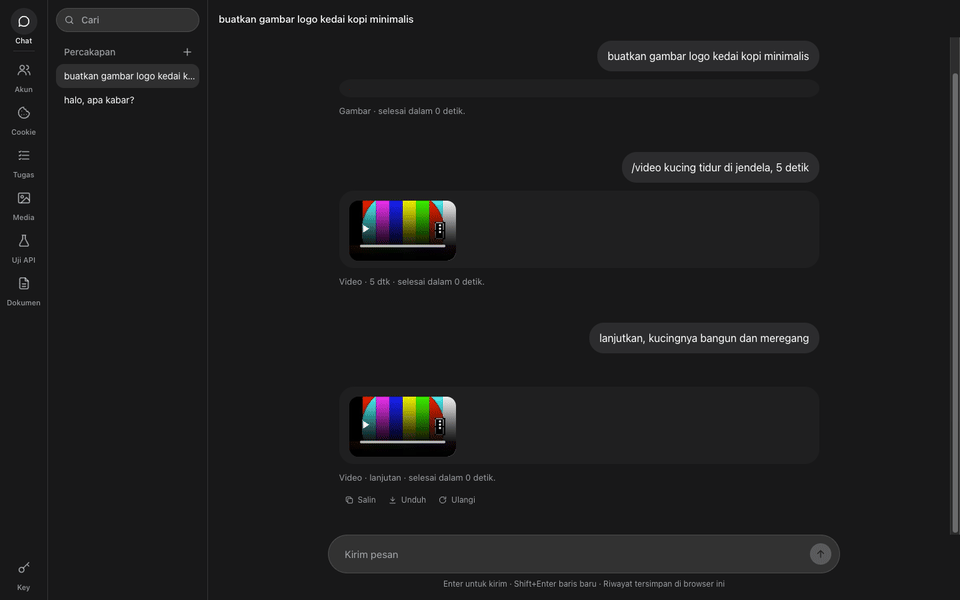 Chat
Akun
Cookie
Tugas
Media
Uji API
Dokumen
Key
Cari
Percakapan
buatkan gambar logo kedai k...
halo, apa kabar?
buatkan gambar logo kedai kopi minimalis
buatkan gambar logo kedai kopi minimalis
Gambar · selesai dalam 0 detik.
/video kucing tidur di jendela, 5 detik
Video · 5 dtk · selesai dalam 0 detik.
lanjutkan, kucingnya bangun dan meregang
Video · lanjutan · selesai dalam 0 detik.
Salin Unduh Ulangi
Kirim pesan
Enter untuk kirim · Shift+Enter baris baru · Riwayat tersimpan di browser ini